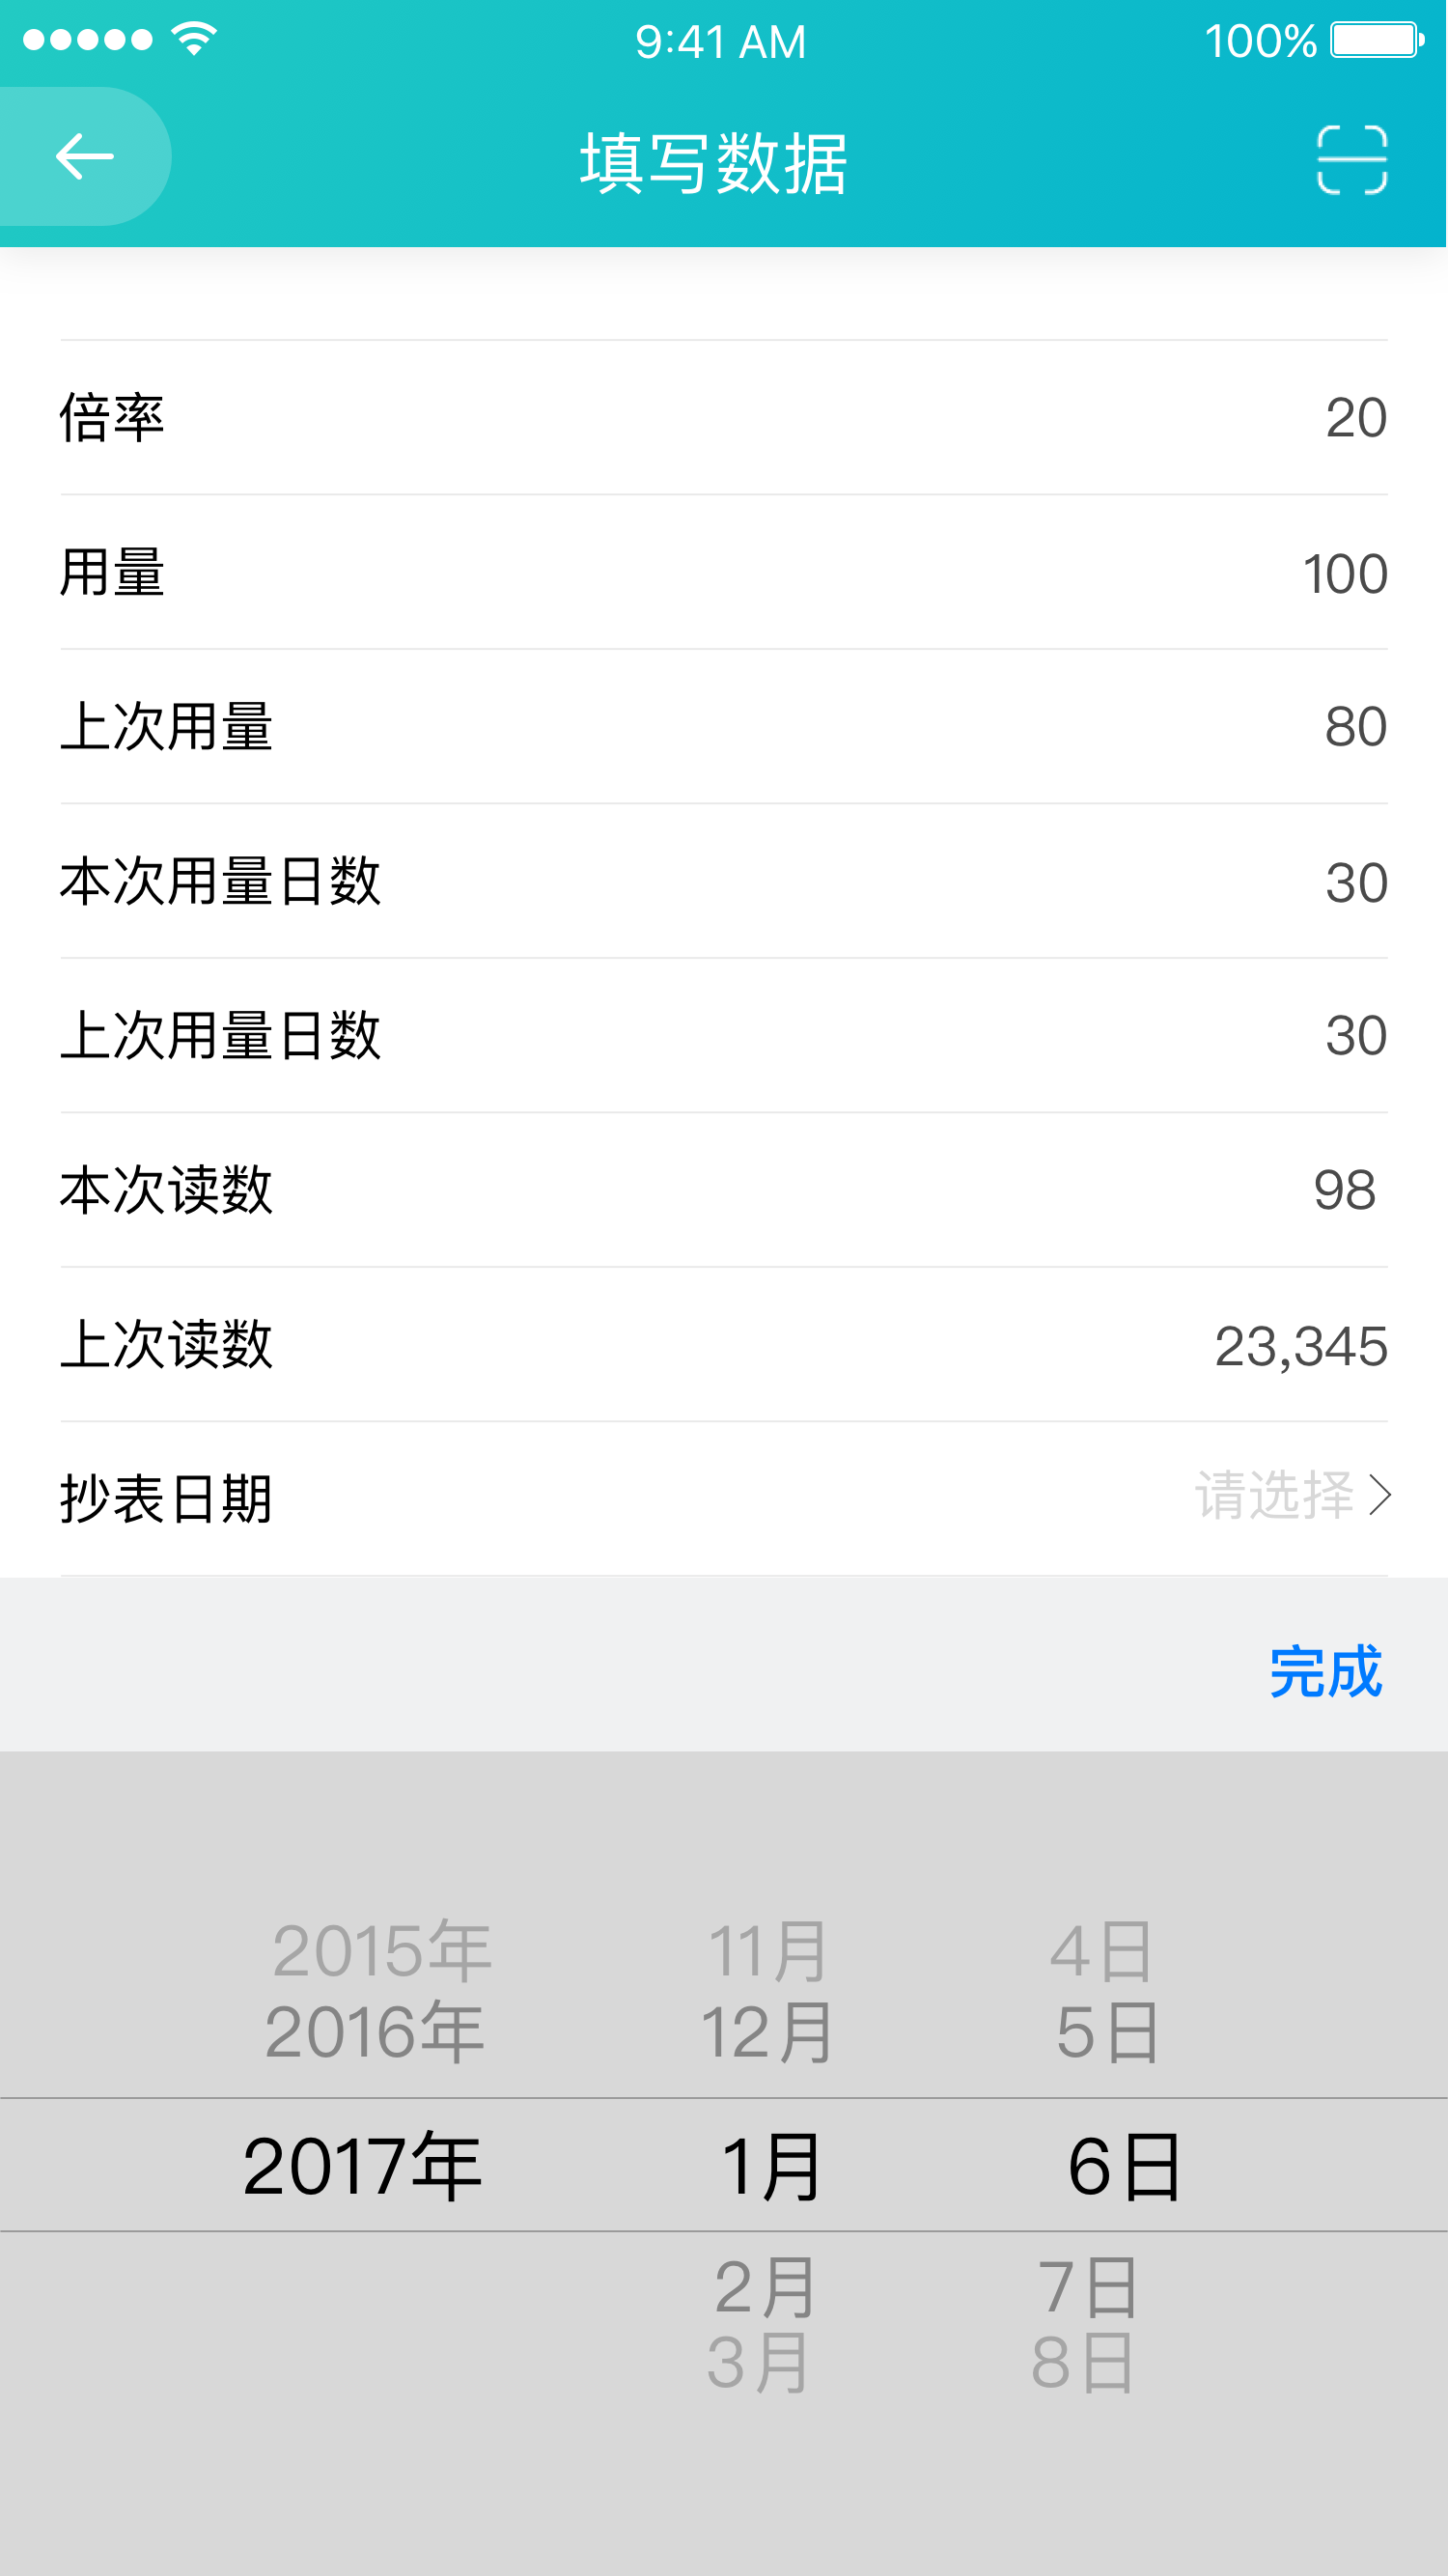 9:41 AM 100%
填写数据
倍率 20
用量 100
上次用量 80
本次用量日数 30
上次用量日数 30
本次读数 98
上次读数 23,345
抄表日期 请选择
完成
2015年 11月 4日
2016年 12月 5日
2017年 1月 6日
2月 7日
3月 8日